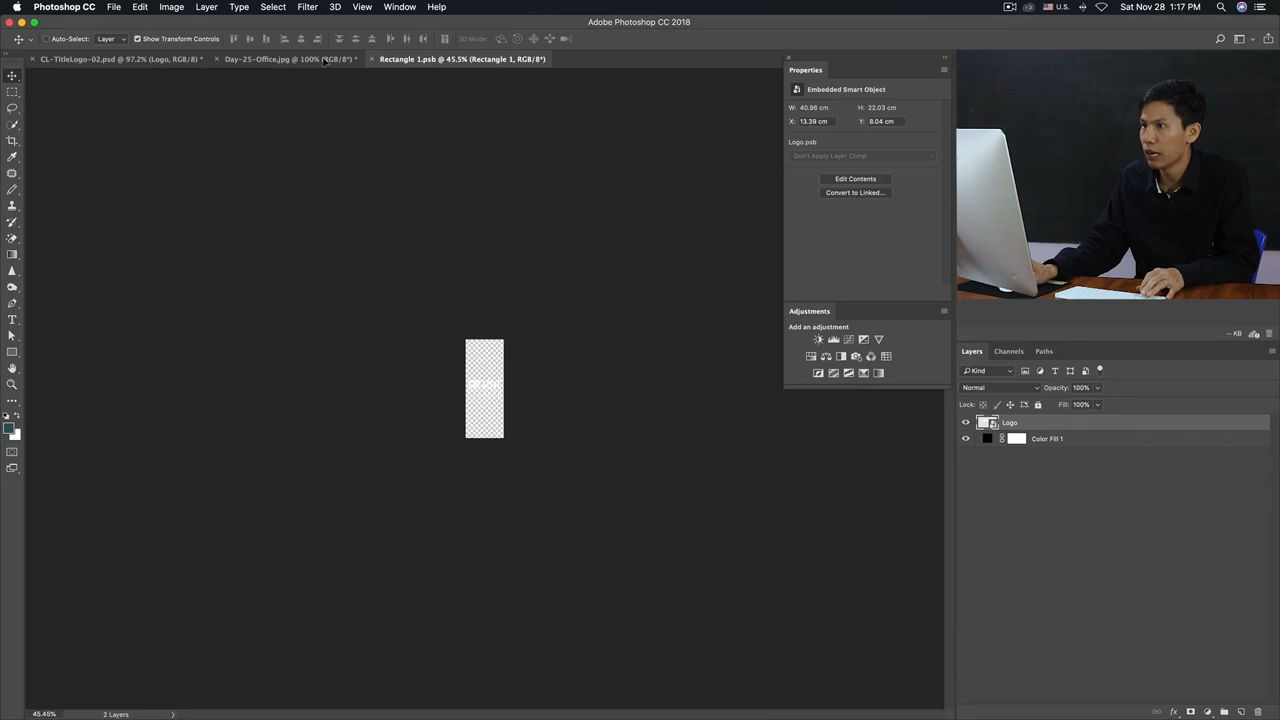 Photoshop CC File Edit Image Layer Type Select Filter 3D View Window Help
U.S. Sat Nov 28 1:17 PM
Adobe Photoshop CC 2018
Auto-Select: Layer Show Transform Controls 3D Mode:
CL-TitleLogo-02.psd @ 97.2% (Logo, RGB/8) * Day-25-Office.jpg @ 100% (RGB/8*) * Rectangle 1.psb @ 45.5% (Rectangle 1, RGB/8*)
Properties
Embedded Smart Object
W: 40.96 cm H: 22.03 cm
X: 13.39 cm Y: 8.04 cm
Logo.psb
Don't Apply Layer Comp
Edit Contents
Convert to Linked...
Adjustments
Add an adjustment
-- KB
Layers Channels Paths
Kind
Normal Opacity: 100%
Lock: Fill: 100%
Logo
Color Fill 1
45.45% 2 Layers